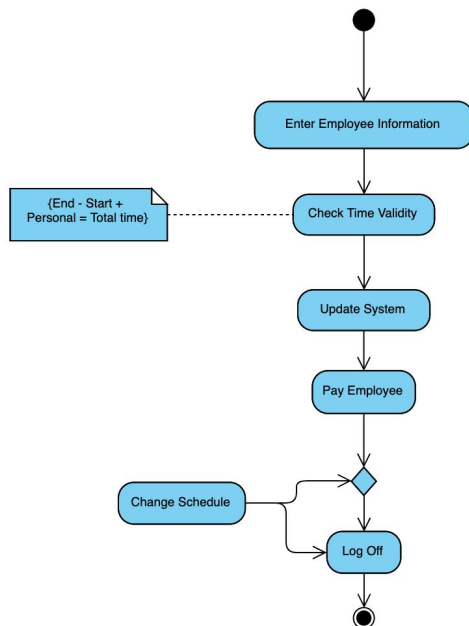 Enter Employee Information
{End - Start +
Personal = Total time}
Check Time Validity
Update System
Pay Employee
Change Schedule
Log Off